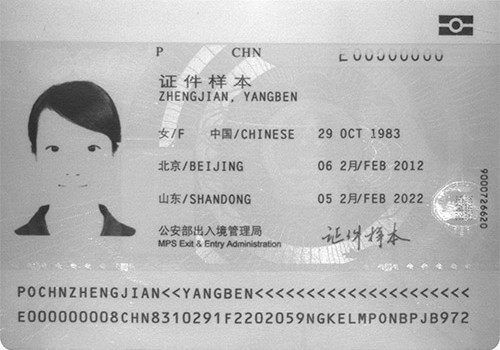 P CHN E00000000
证件样本
ZHENGJIAN, YANGBEN
女/F 中国/CHINESE 29 OCT 1983
北京/BEIJING 06 2月/FEB 2012
山东/SHANDONG 05 2月/FEB 2022
公安部出入境管理局
MPS Exit & Entry Administration
证件样本
9000726620
POCHNZHENGJIAN<<YANGBEN<<<<<<<<<<<<<<<<<<<<<
E000000008CHN8310291F2202059NGKELMPONBPJB972